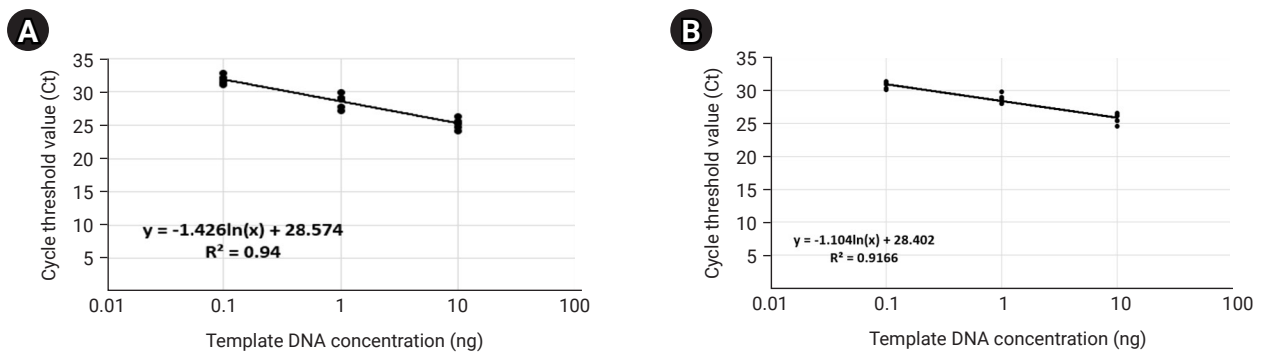 A
Cycle threshold value (Ct)
35
30
25
20
15
10
5
y = -1.426ln(x) + 28.574
R² = 0.94
0.01 0.1 1 10 100
Template DNA concentration (ng)
B
Cycle threshold value (Ct)
35
30
25
20
15
10
5
y = -1.104ln(x) + 28.402
R² = 0.9166
0.01 0.1 1 10 100
Template DNA concentration (ng)